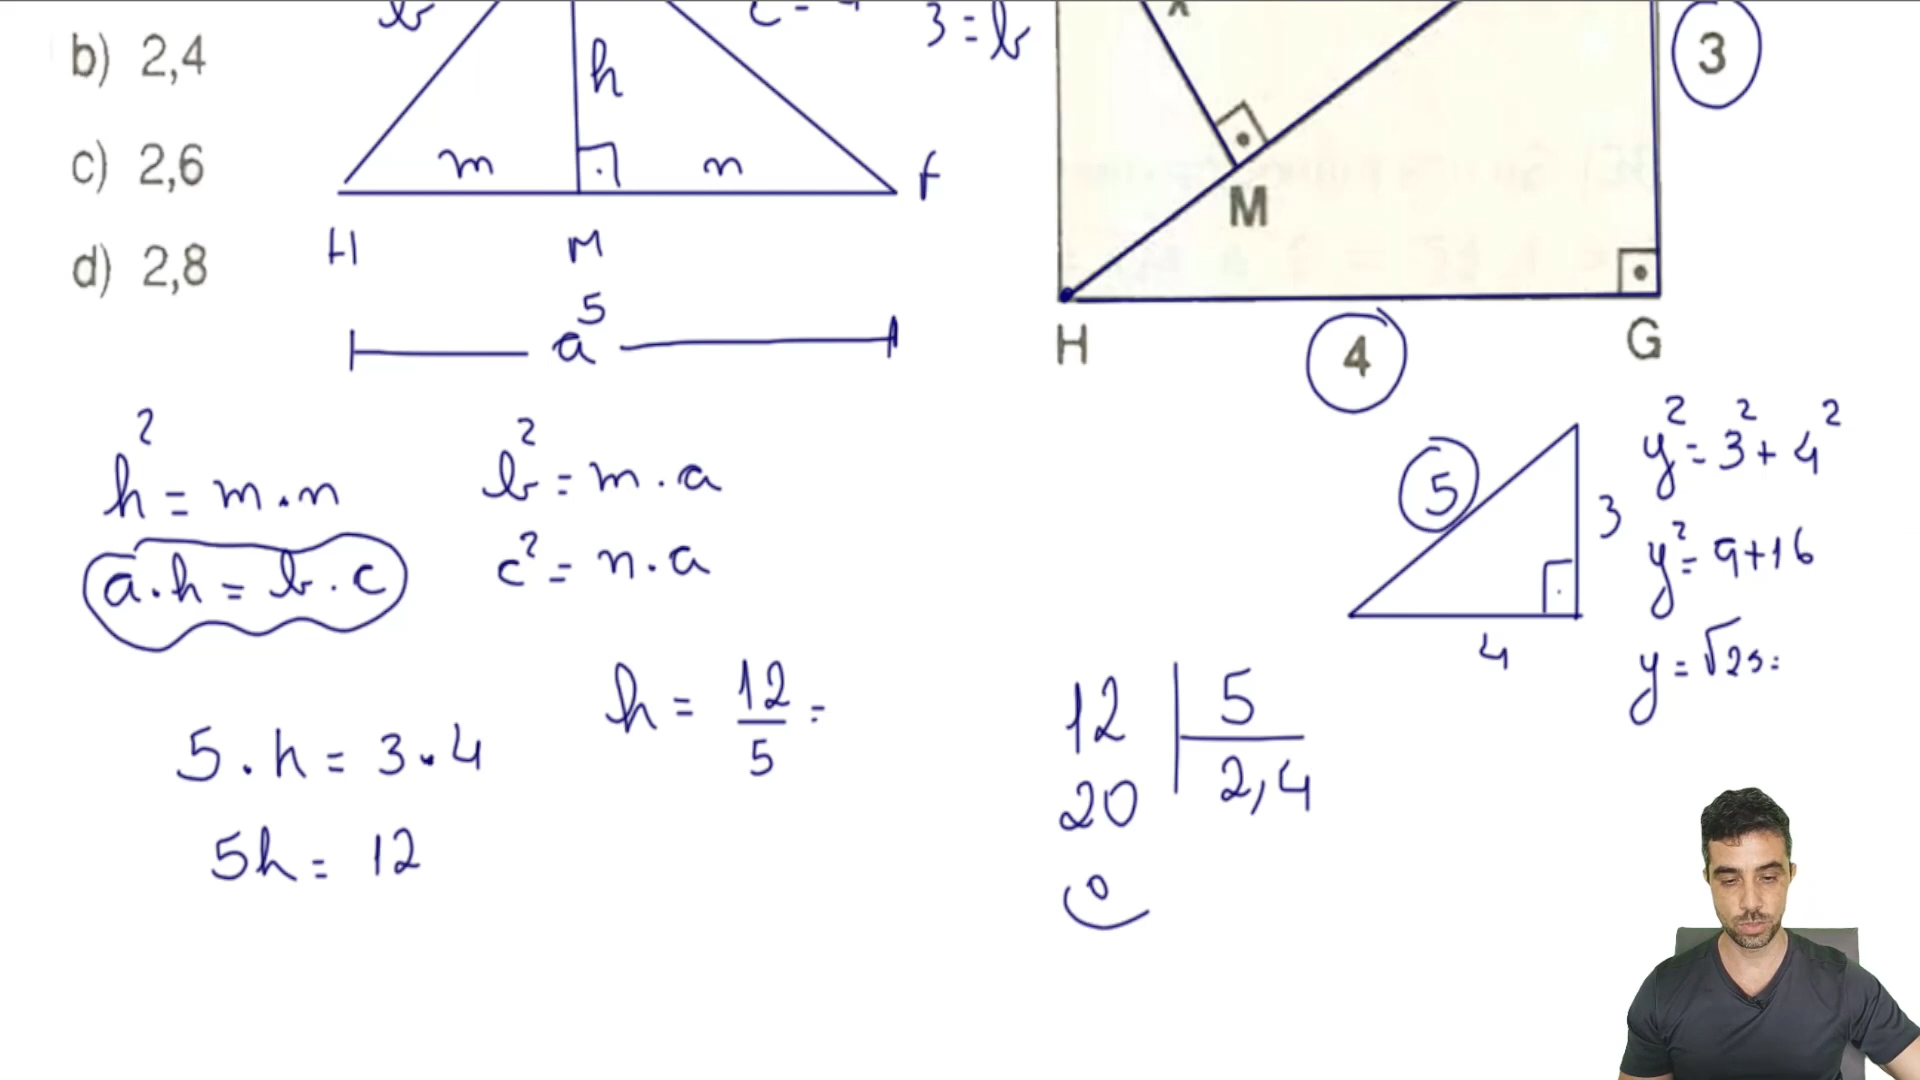 b) 2,4
c) 2,6
d) 2,8
b
h
m
n
H
M
F
a
5
3 = b
X
M
H
G
3
4
h² = m.n
a.h = b.c
b² = m.a
c² = n.a
5.h = 3.4
5h = 12
h = 12/5 =
12 | 5
20 2,4
0
5
3
4
y² = 3² + 4²
y² = 9+16
y = √25 =